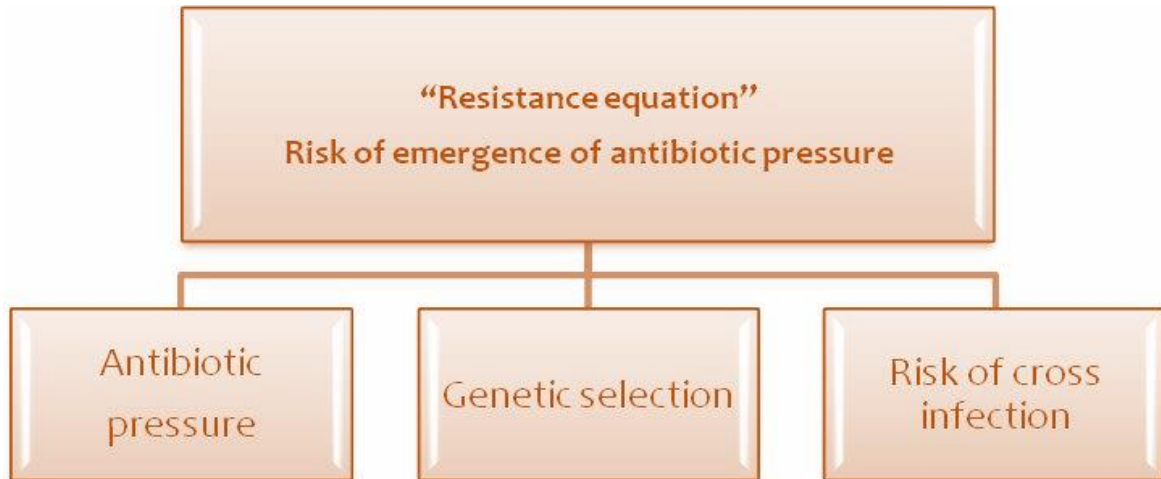 “Resistance equation”
Risk of emergence of antibiotic pressure
Antibiotic
pressure
Genetic selection
Risk of cross
infection